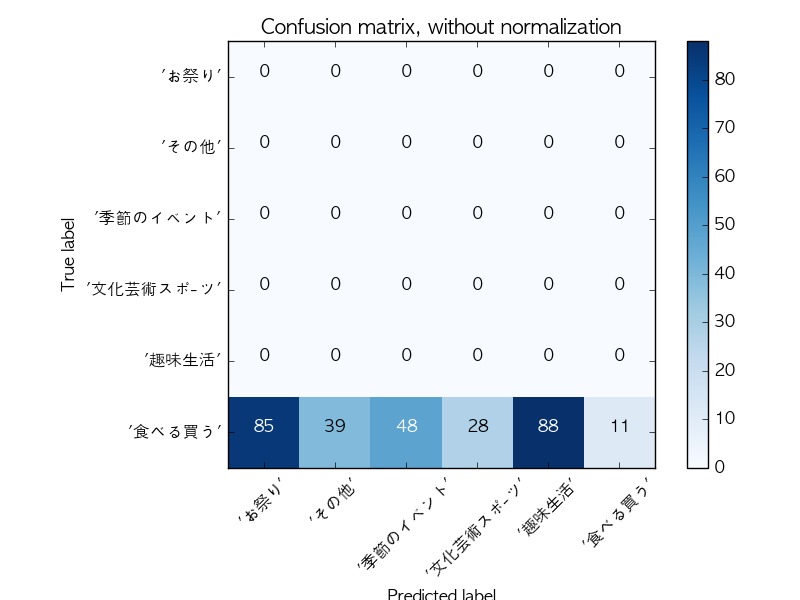 Confusion matrix, without normalization
True label
'お祭り' 0 0 0 0 0 0
'その他' 0 0 0 0 0 0
'季節のイベント' 0 0 0 0 0 0
'文化芸術スポーツ' 0 0 0 0 0 0
'趣味生活' 0 0 0 0 0 0
'食べる買う' 85 39 48 28 88 11
'お祭り' 'その他' '季節のイベント' '文化芸術スポーツ' '趣味生活' '食べる買う'
Predicted label
80
70
60
50
40
30
20
10
0